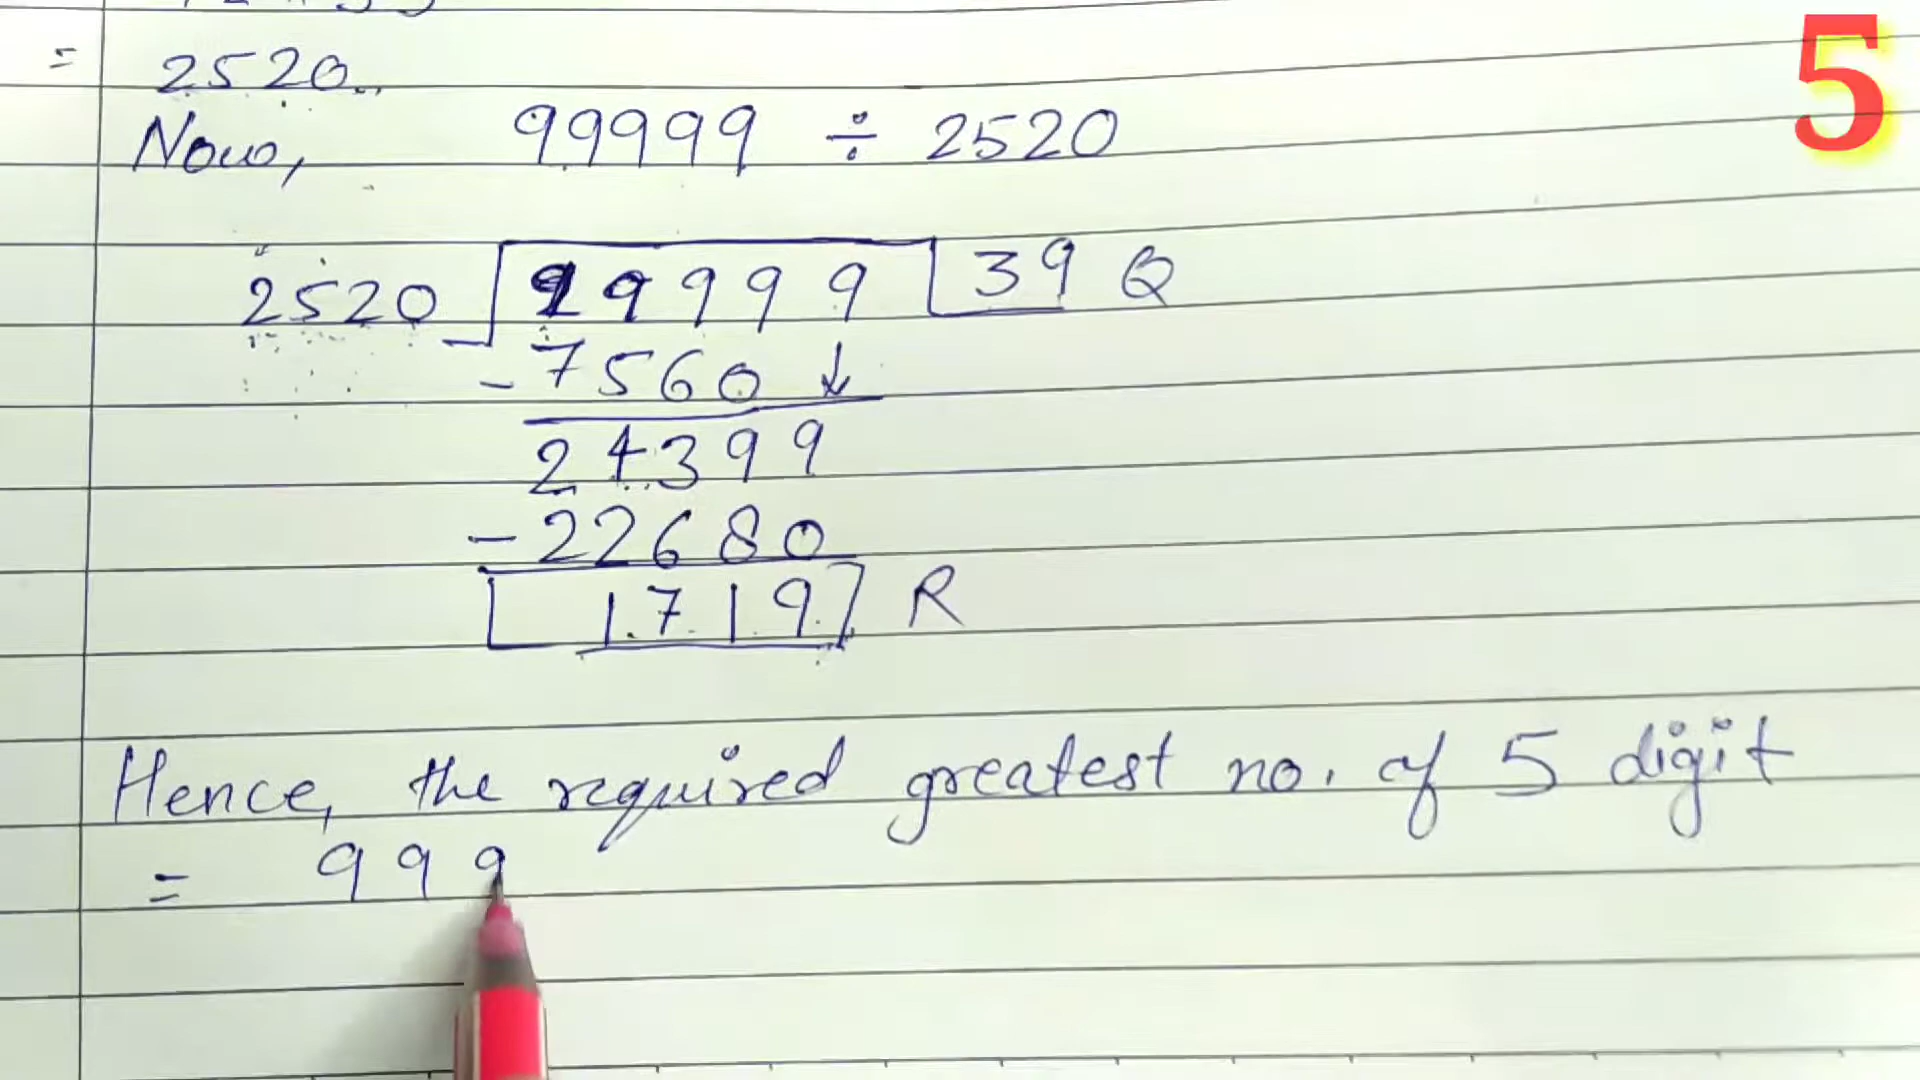 5
= 2520
Now, 99999 ÷ 2520
2520 99999 39 Q
- 7560 ↓
24399
- 22680
1719 R
Hence, the required greatest no. of 5 digit
= 999